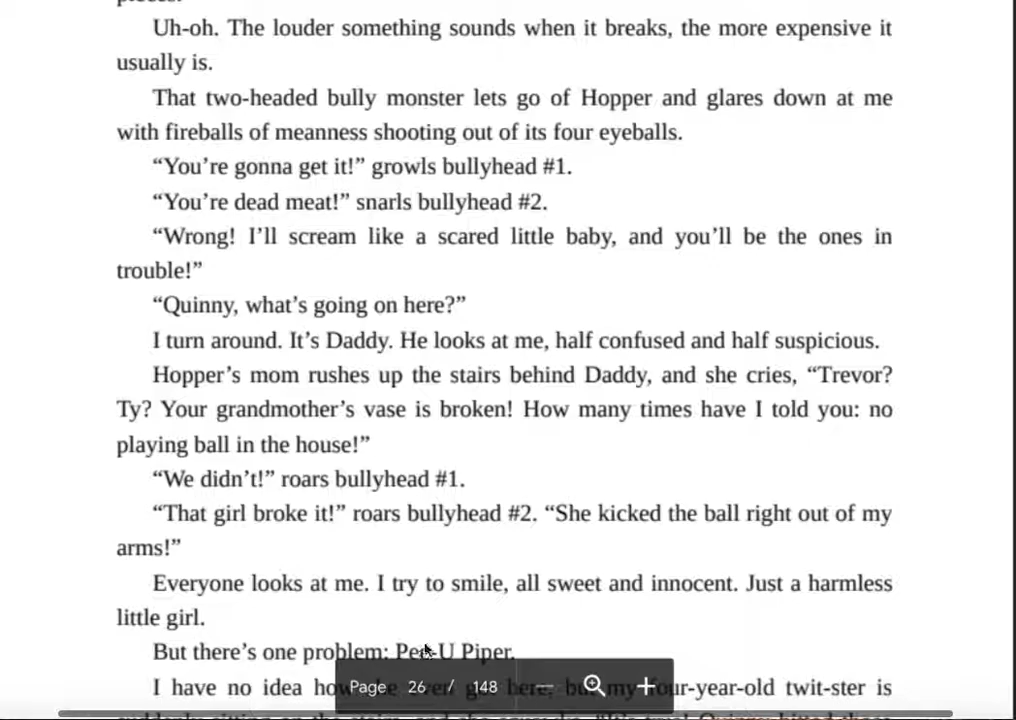 pieces.
Uh-oh. The louder something sounds when it breaks, the more expensive it
usually is.
That two-headed bully monster lets go of Hopper and glares down at me
with fireballs of meanness shooting out of its four eyeballs.
“You’re gonna get it!” growls bullyhead #1.
“You’re dead meat!” snarls bullyhead #2.
“Wrong! I’ll scream like a scared little baby, and you’ll be the ones in
trouble!”
“Quinny, what’s going on here?”
I turn around. It’s Daddy. He looks at me, half confused and half suspicious.
Hopper’s mom rushes up the stairs behind Daddy, and she cries, “Trevor?
Ty? Your grandmother’s vase is broken! How many times have I told you: no
playing ball in the house!”
“We didn’t!” roars bullyhead #1.
“That girl broke it!” roars bullyhead #2. “She kicked the ball right out of my
arms!”
Everyone looks at me. I try to smile, all sweet and innocent. Just a harmless
little girl.
But there’s one problem: Pee-U Piper.
I have no idea how she even got here, but my four-year-old twit-ster is
Page 26 / 148